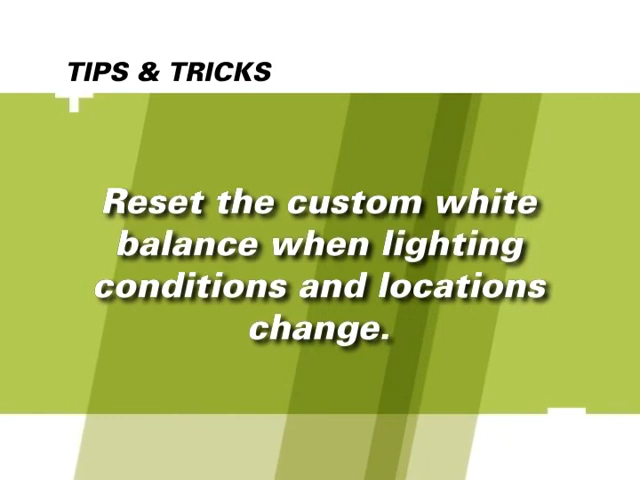 TIPS & TRICKS
Reset the custom white
balance when lighting
conditions and locations
change.